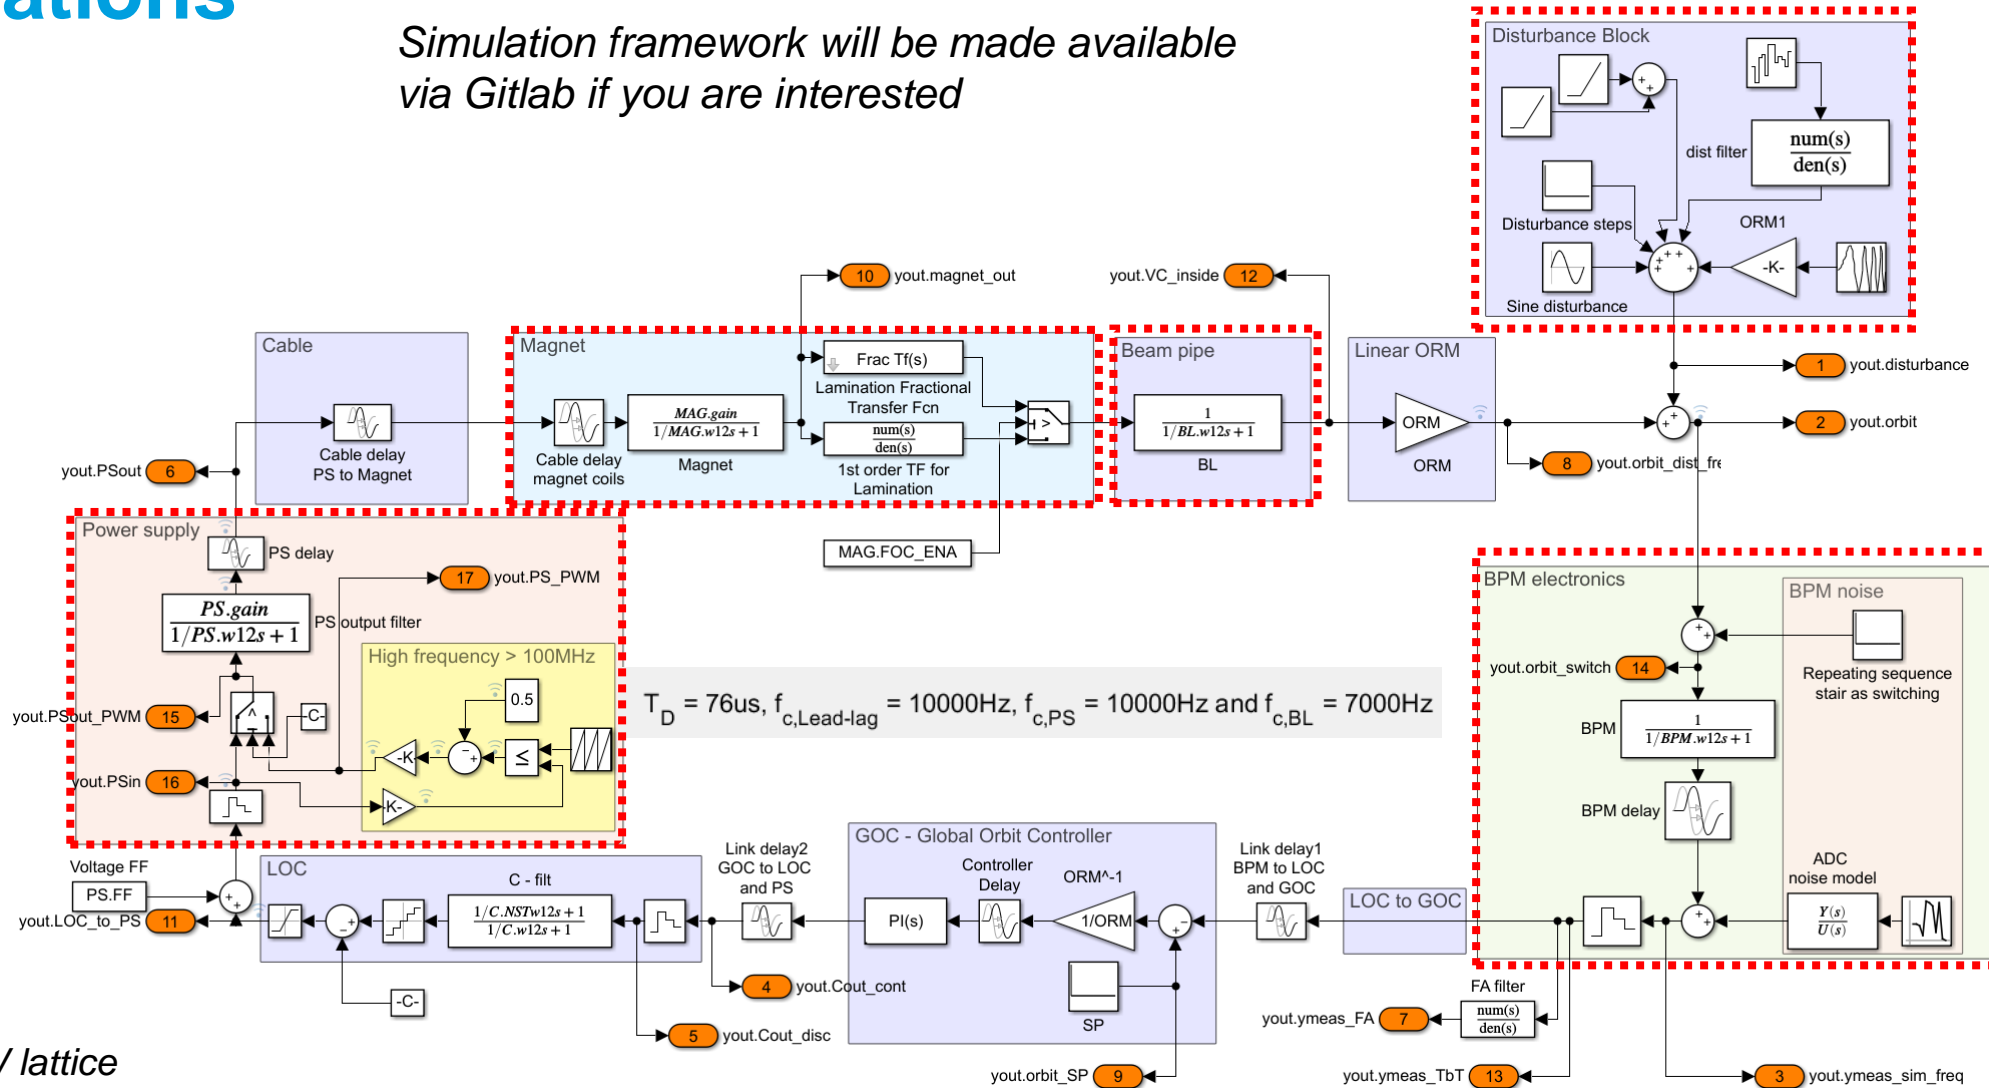 ations
Simulation framework will be made available
via Gitlab if you are interested
Disturbance Block
dist filter
num(s)
den(s)
Disturbance steps
ORM1
-K-
Sine disturbance
10 yout.magnet_out
yout.VC_inside 12
1 yout.disturbance
2 yout.orbit
8 yout.orbit_dist_fre
Cable
Cable delay
PS to Magnet
Magnet
Cable delay
magnet coils
MAG.gain
1/MAG.w12s + 1
Magnet
Frac Tf(s)
Lamination Fractional
Transfer Fcn
num(s)
den(s)
1st order TF for
Lamination
>
MAG.FOC_ENA
Beam pipe
1
1/BL.w12s + 1
BL
Linear ORM
ORM
ORM
yout.PSout 6
Power supply
PS delay
17 yout.PS_PWM
PS.gain
1/PS.w12s + 1
PS output filter
High frequency > 100MHz
0.5
-K-
≤
-K-
-C-
yout.PSout_PWM 15
yout.PSin 16
T_D = 76us, f_c,Lead-lag = 10000Hz, f_c,PS = 10000Hz and f_c,BL = 7000Hz
BPM electronics
BPM noise
yout.orbit_switch 14
Repeating sequence
stair as switching
BPM
1
1/BPM.w12s + 1
BPM delay
ADC
noise model
Y(s)
U(s)
Voltage FF
PS.FF
yout.LOC_to_PS 11
LOC
C - filt
1/C.NSTw12s + 1
1/C.w12s + 1
-C-
Link delay2
GOC to LOC
and PS
4 yout.Cout_cont
5 yout.Cout_disc
GOC - Global Orbit Controller
PI(s)
Controller
Delay
ORM^-1
1/ORM
SP
yout.orbit_SP 9
Link delay1
BPM to LOC
and GOC
LOC to GOC
FA filter
num(s)
den(s)
yout.ymeas_FA 7
yout.ymeas_TbT 13
3 yout.ymeas_sim_freq
/ lattice